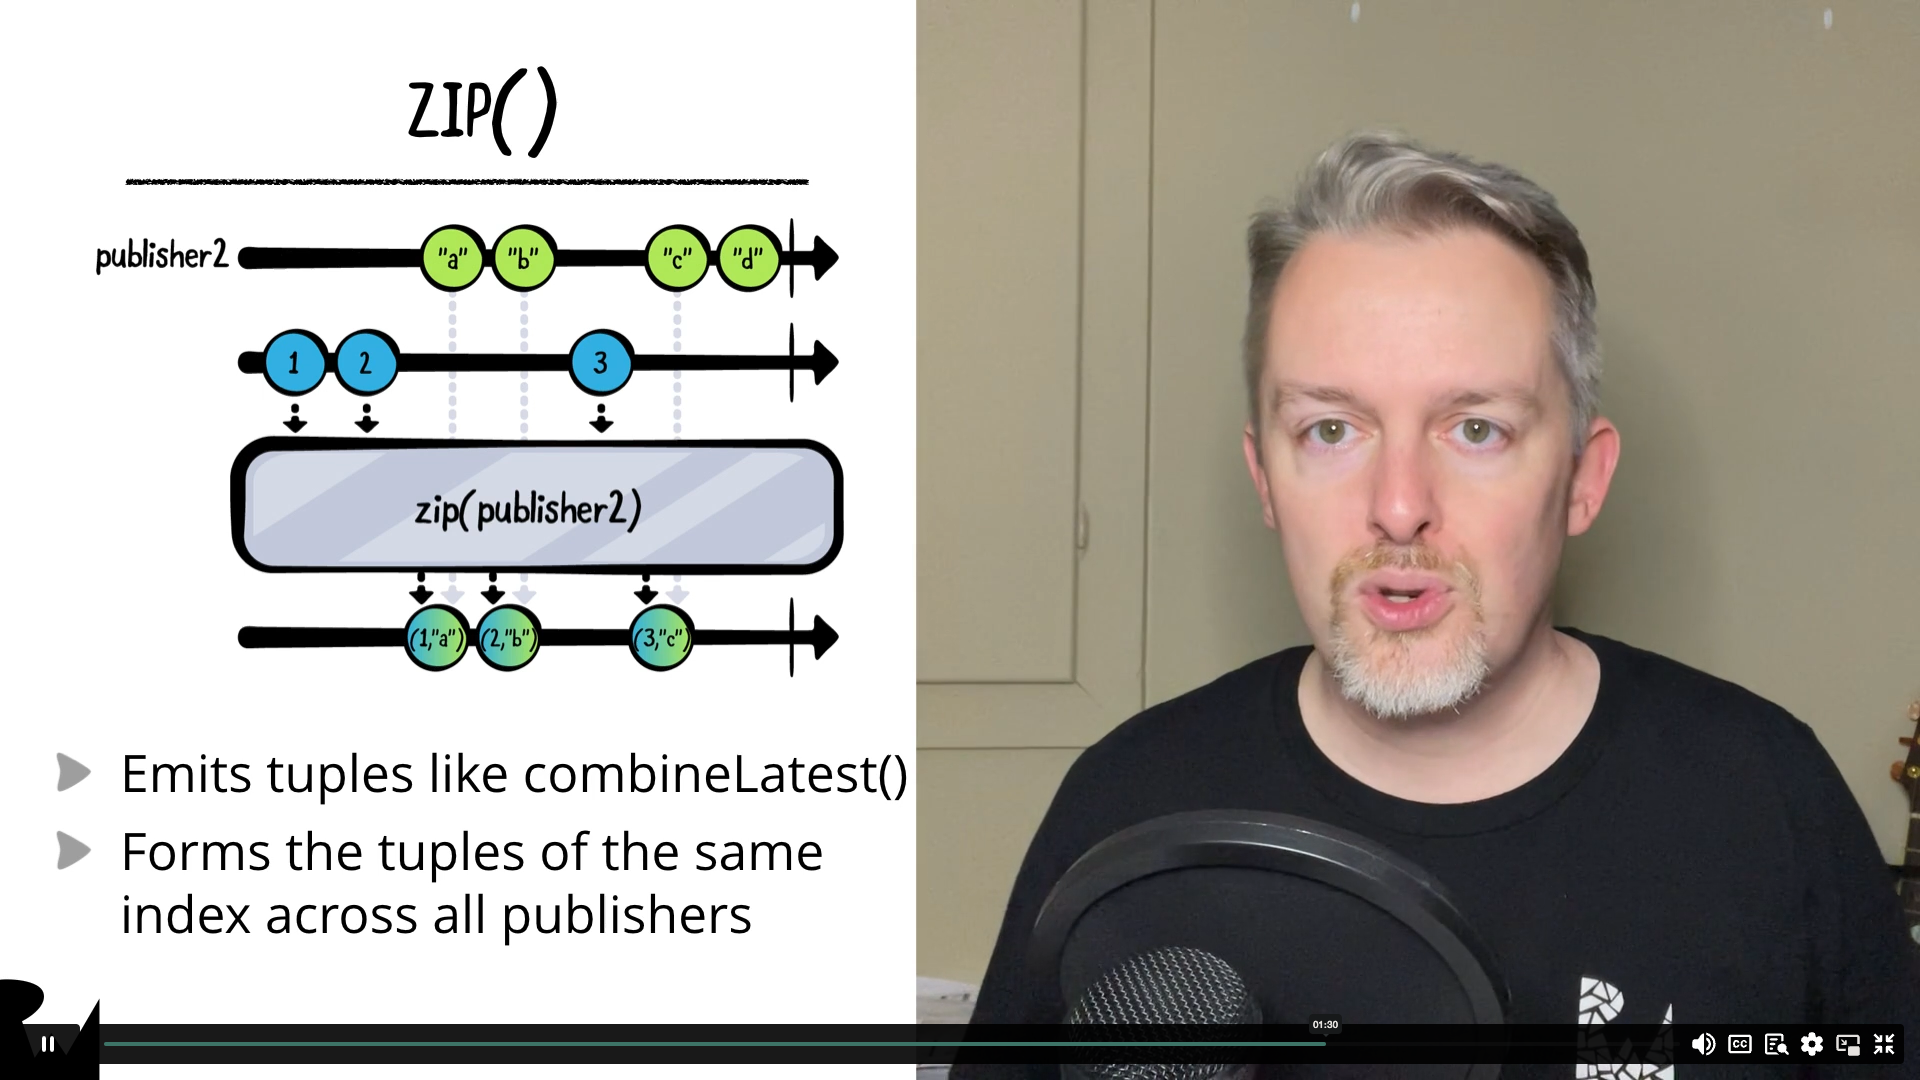 ZIP()
publisher2
"a" "b" "c" "d"
1 2 3
zip(publisher2)
(1,"a") (2,"b") (3,"c")
Emits tuples like combineLatest()
Forms the tuples of the same
index across all publishers
01:30
CC